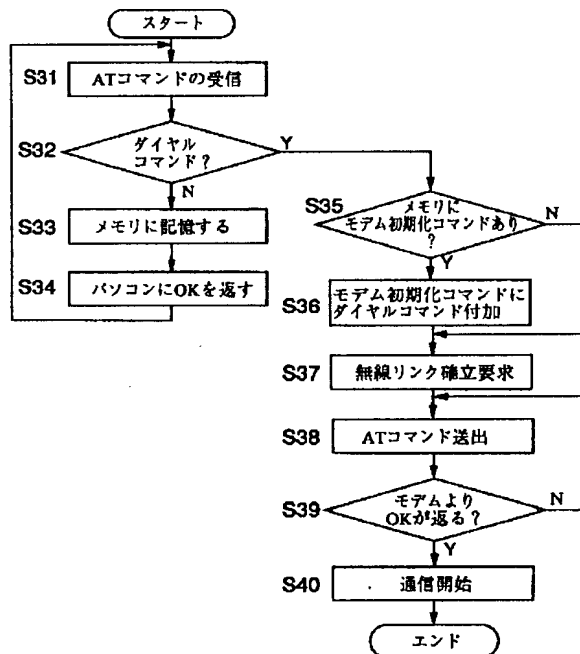 スタート
S31
ATコマンドの受信
S32
ダイヤル
コマンド?
Y
N
S33
メモリに記憶する
S34
パソコンにOKを返す
S35
メモリに
モデム初期化コマンドあり
?
N
Y
S36
モデム初期化コマンドに
ダイヤルコマンド付加
S37
無線リンク確立要求
S38
ATコマンド送出
S39
モデムより
OKが返る?
N
Y
S40
通信開始
エンド